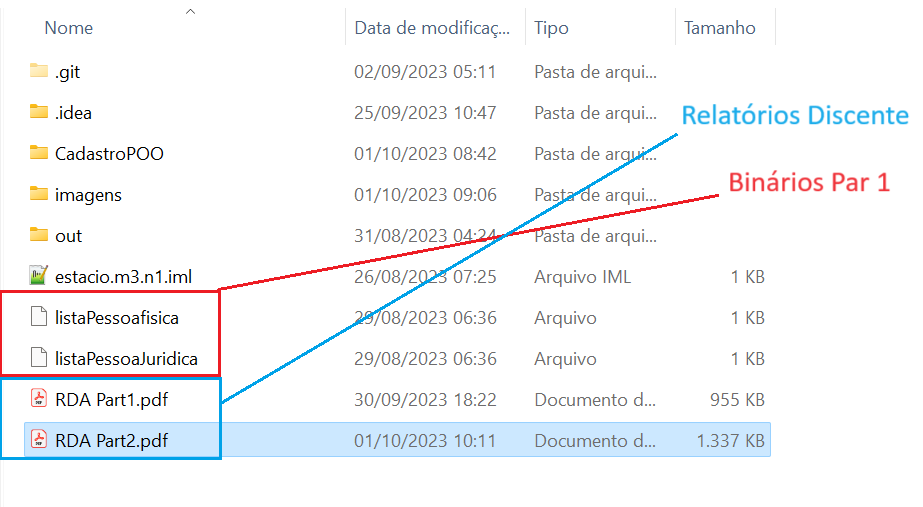 Nome Data de modificaç... Tipo Tamanho
.git 02/09/2023 05:11 Pasta de arqui...
.idea 25/09/2023 10:47 Pasta de arqui...
Relatórios Discente
CadastroPOO 01/10/2023 08:42 Pasta de arqui...
Binários Par 1
imagens 01/10/2023 09:06 Pasta de arqui...
out 31/08/2023 04:24 Pasta de arqui...
estacio.m3.n1.iml 26/08/2023 07:25 Arquivo IML 1 KB
listaPessoafisica 29/08/2023 06:36 Arquivo 1 KB
listaPessoaJuridica 29/08/2023 06:36 Arquivo 1 KB
RDA Part1.pdf 30/09/2023 18:22 Documento d... 955 KB
RDA Part2.pdf 01/10/2023 10:11 Documento d... 1.337 KB